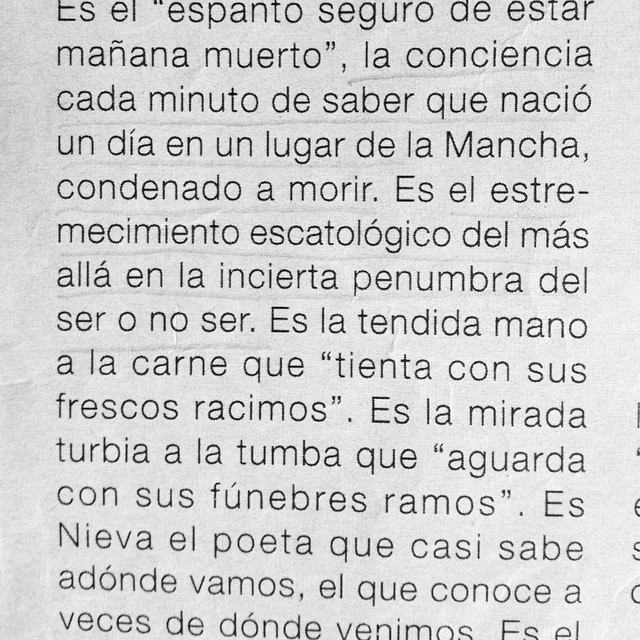 Es el “espanto seguro de estar
mañana muerto”, la conciencia
cada minuto de saber que nació
un día en un lugar de la Mancha,
condenado a morir. Es el estre-
mecimiento escatológico del más
allá en la incierta penumbra del
ser o no ser. Es la tendida mano
a la carne que “tienta con sus
frescos racimos”. Es la mirada
turbia a la tumba que “aguarda
con sus fúnebres ramos”. Es
Nieva el poeta que casi sabe
adónde vamos, el que conoce a
veces de dónde venimos. Es el